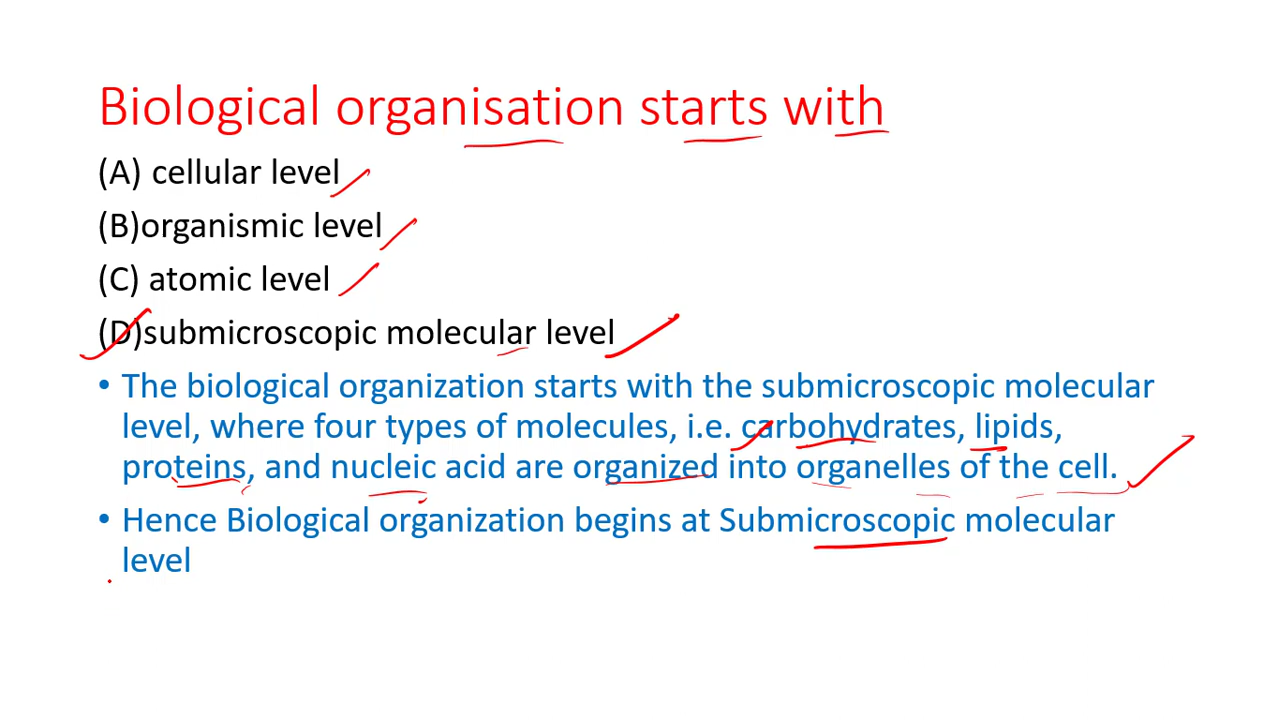 Biological organisation starts with
(A) cellular level
(B)organismic level
(C) atomic level
(D)submicroscopic molecular level
• The biological organization starts with the submicroscopic molecular
level, where four types of molecules, i.e. carbohydrates, lipids,
proteins, and nucleic acid are organized into organelles of the cell.
• Hence Biological organization begins at Submicroscopic molecular
level